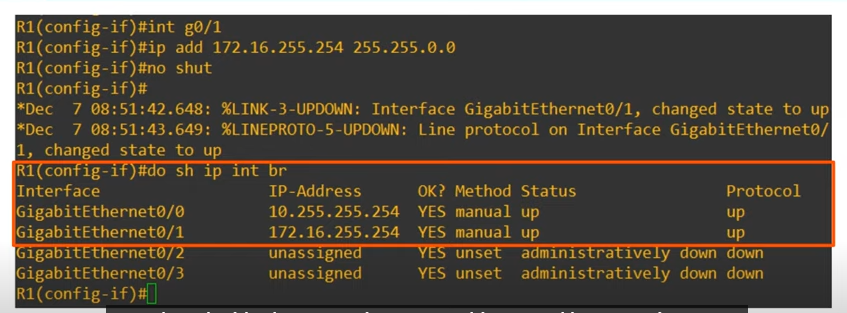 R1(config-if)#int g0/1
R1(config-if)#ip add 172.16.255.254 255.255.0.0
R1(config-if)#no shut
R1(config-if)#
*Dec  7 08:51:42.648: %LINK-3-UPDOWN: Interface GigabitEthernet0/1, changed state to up
*Dec  7 08:51:43.649: %LINEPROTO-5-UPDOWN: Line protocol on Interface GigabitEthernet0/
1, changed state to up
R1(config-if)#do sh ip int br
Interface                  IP-Address      OK? Method Status                Protocol
GigabitEthernet0/0         10.255.255.254  YES manual up                    up
GigabitEthernet0/1         172.16.255.254  YES manual up                    up
GigabitEthernet0/2         unassigned      YES unset  administratively down down
GigabitEthernet0/3         unassigned      YES unset  administratively down down
R1(config-if)#